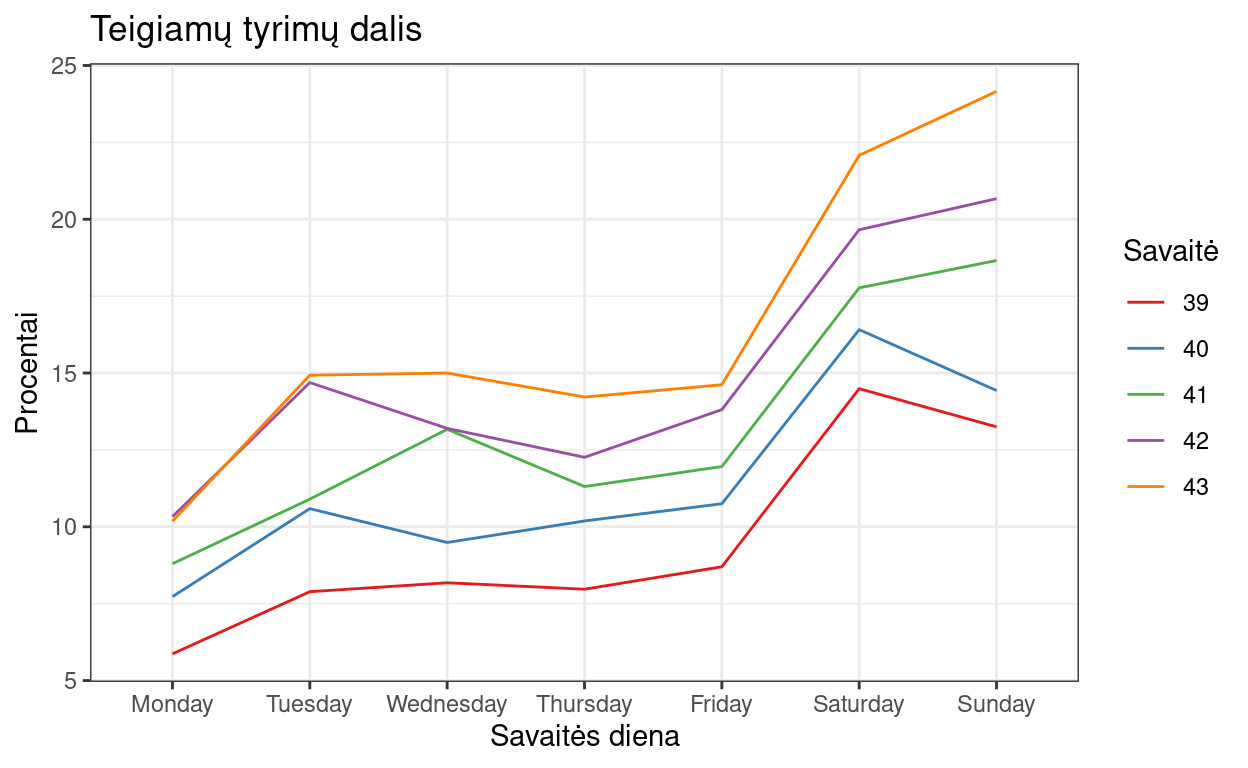 Teigiamų tyrimų dalis
25
20
15
10
5
Procentai
Monday Tuesday Wednesday Thursday Friday Saturday Sunday
Savaitės diena
Savaitė
39
40
41
42
43